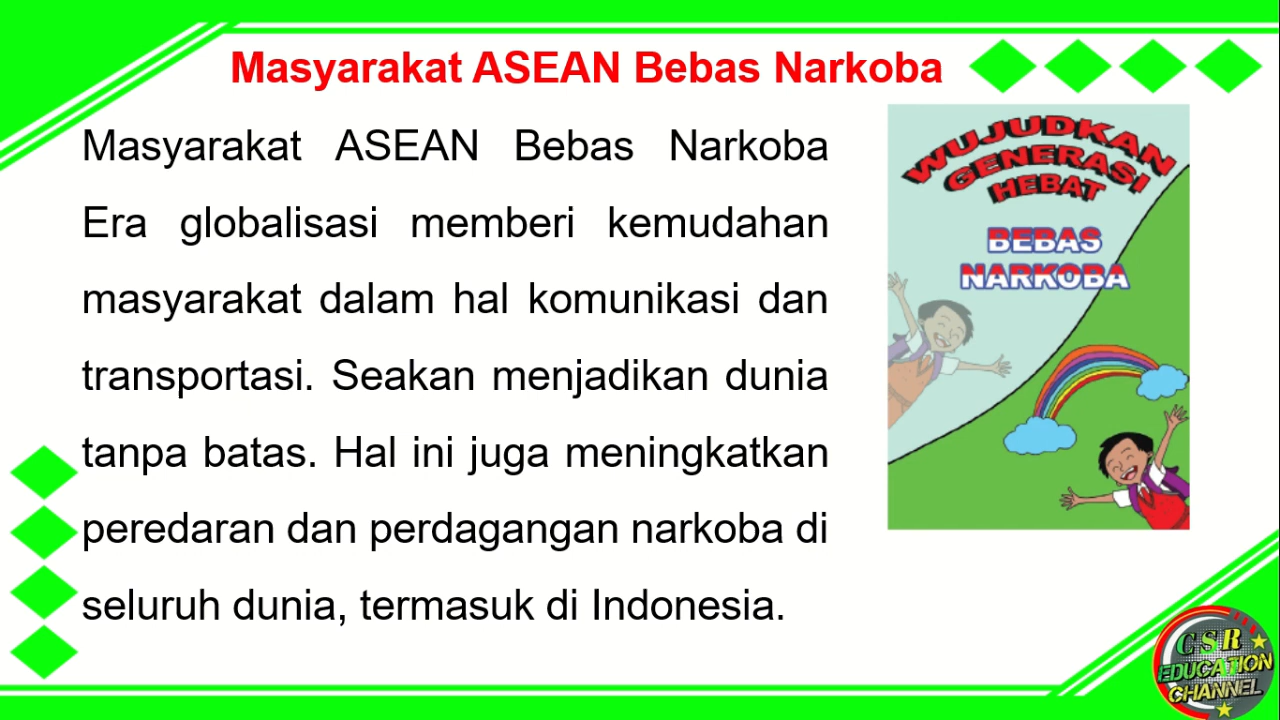 Masyarakat ASEAN Bebas Narkoba
Masyarakat ASEAN Bebas Narkoba
Era globalisasi memberi kemudahan
masyarakat dalam hal komunikasi dan
transportasi. Seakan menjadikan dunia
tanpa batas. Hal ini juga meningkatkan
peredaran dan perdagangan narkoba di
seluruh dunia, termasuk di Indonesia.
WUJUDKAN
GENERASI
HEBAT
BEBAS
NARKOBA
CSR
EDUCATION
CHANNEL